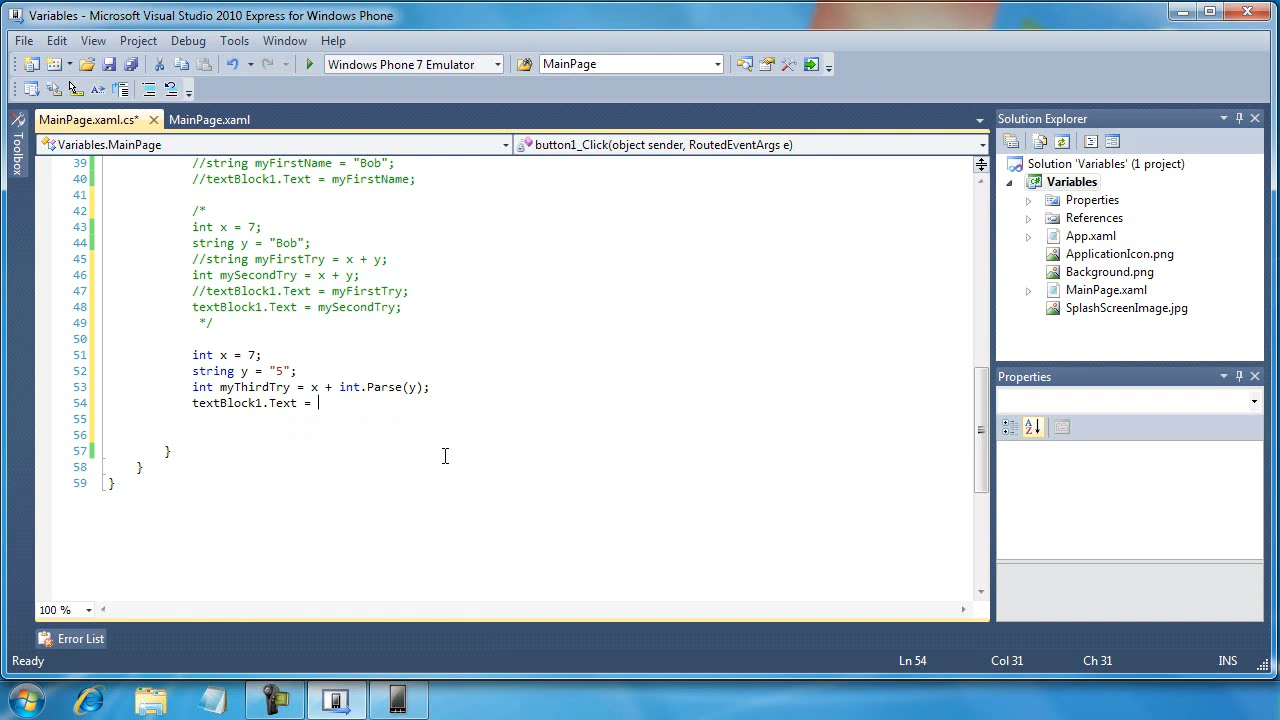 Variables - Microsoft Visual Studio 2010 Express for Windows Phone
File Edit View Project Debug Tools Window Help
Windows Phone 7 Emulator MainPage
MainPage.xaml.cs* MainPage.xaml
Variables.MainPage button1_Click(object sender, RoutedEventArgs e)
Toolbox
39 //string myFirstName = "Bob";
40 //textBlock1.Text = myFirstName;
41
42 /*
43 int x = 7;
44 string y = "Bob";
45 //string myFirstTry = x + y;
46 int mySecondTry = x + y;
47 //textBlock1.Text = myFirstTry;
48 textBlock1.Text = mySecondTry;
49 */
50
51 int x = 7;
52 string y = "5";
53 int myThirdTry = x + int.Parse(y);
54 textBlock1.Text =
55
56
57 }
58 }
59 }
100 %
Solution Explorer
Solution 'Variables' (1 project)
Variables
Properties
References
App.xaml
ApplicationIcon.png
Background.png
MainPage.xaml
SplashScreenImage.jpg
Properties
Error List
Ready Ln 54 Col 31 Ch 31 INS